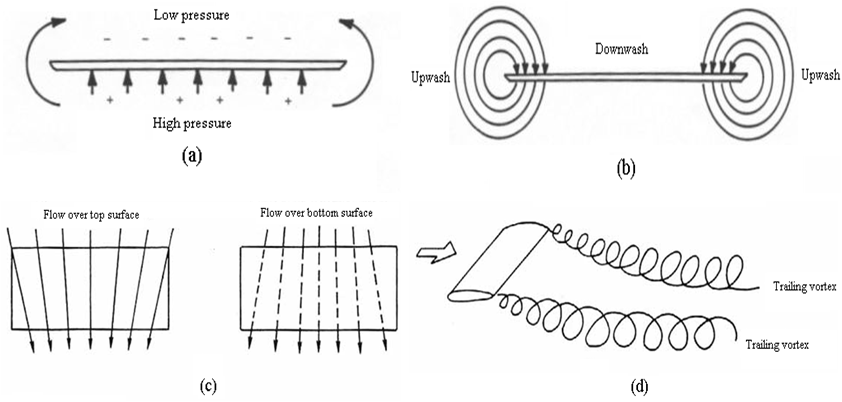 Low pressure
- - - - - -
+ + + + +
High pressure
(a)
Downwash
Upwash
Upwash
(b)
Flow over top surface
Flow over bottom surface
(c)
Trailing vortex
Trailing vortex
(d)